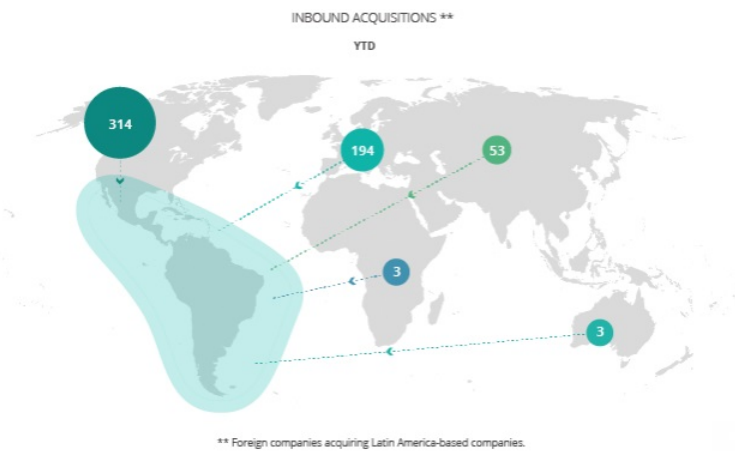 INBOUND ACQUISITIONS **
YTD
314
194
53
3
3
** Foreign companies acquiring Latin America-based companies.